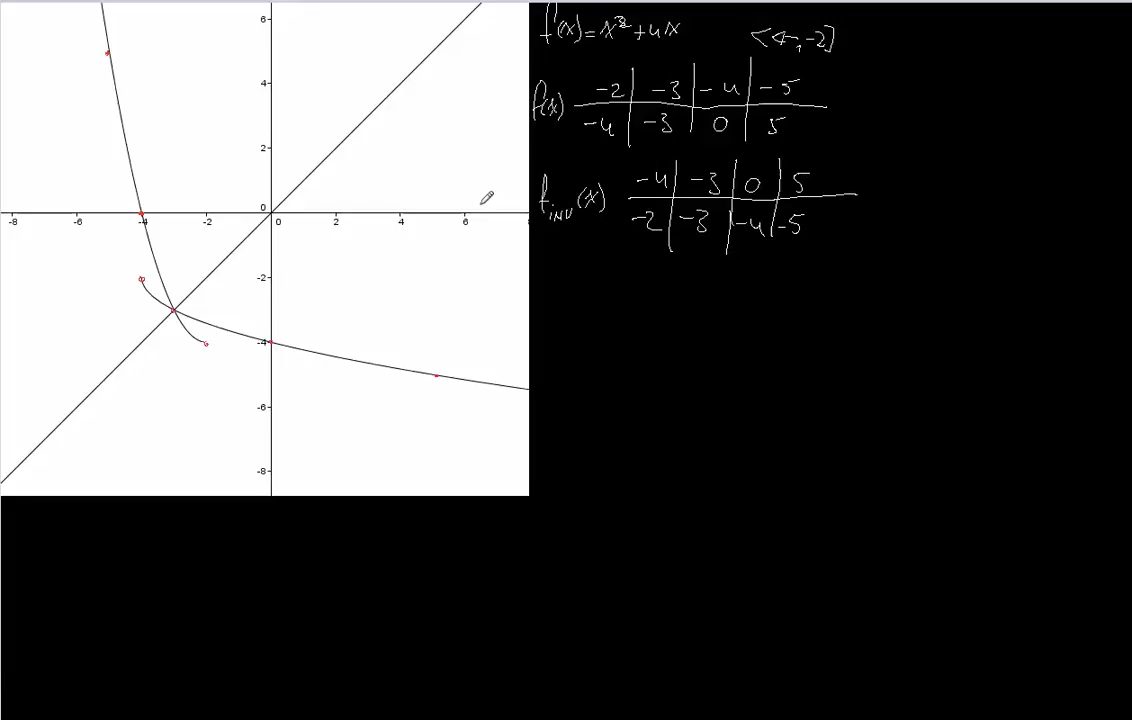 6
4
2
0
-8 -6 -4 -2 0 2 4 6
-2
-4
-6
-8
f(x)=x²+4x <←,-2]
f(x) -2 | -3 | -4 | -5
-4 | -3 | 0 | 5
f_INV(x) -4 | -3 | 0 | 5
-2 | -3 | -4 | -5